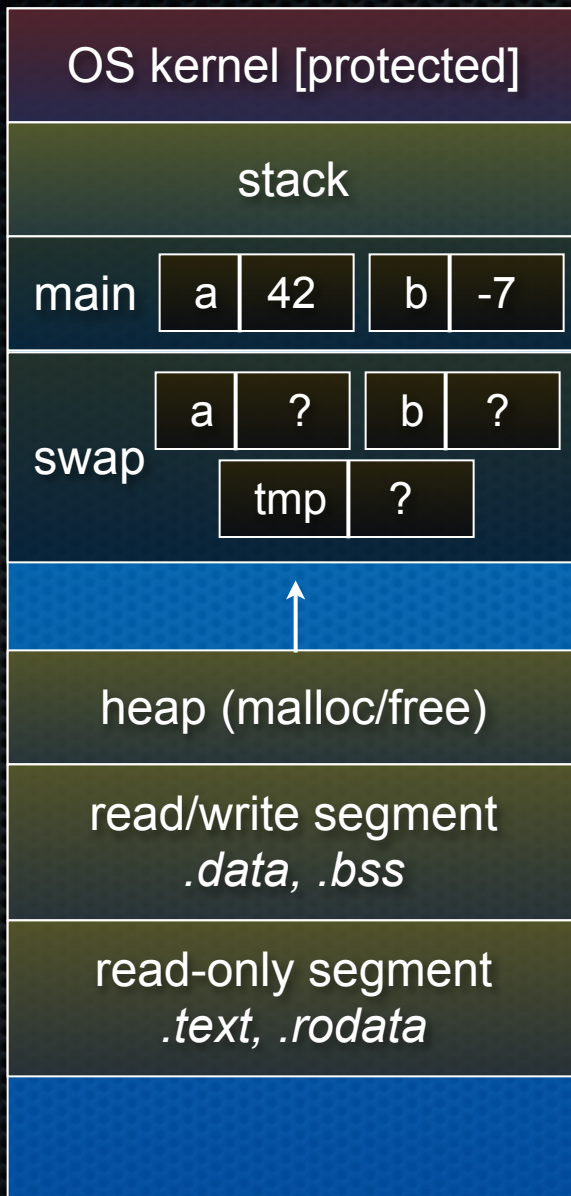 OS kernel [protected]
stack
main a 42 b -7
a ? b ?
swap
tmp ?
heap (malloc/free)
read/write segment
.data, .bss
read-only segment
.text, .rodata